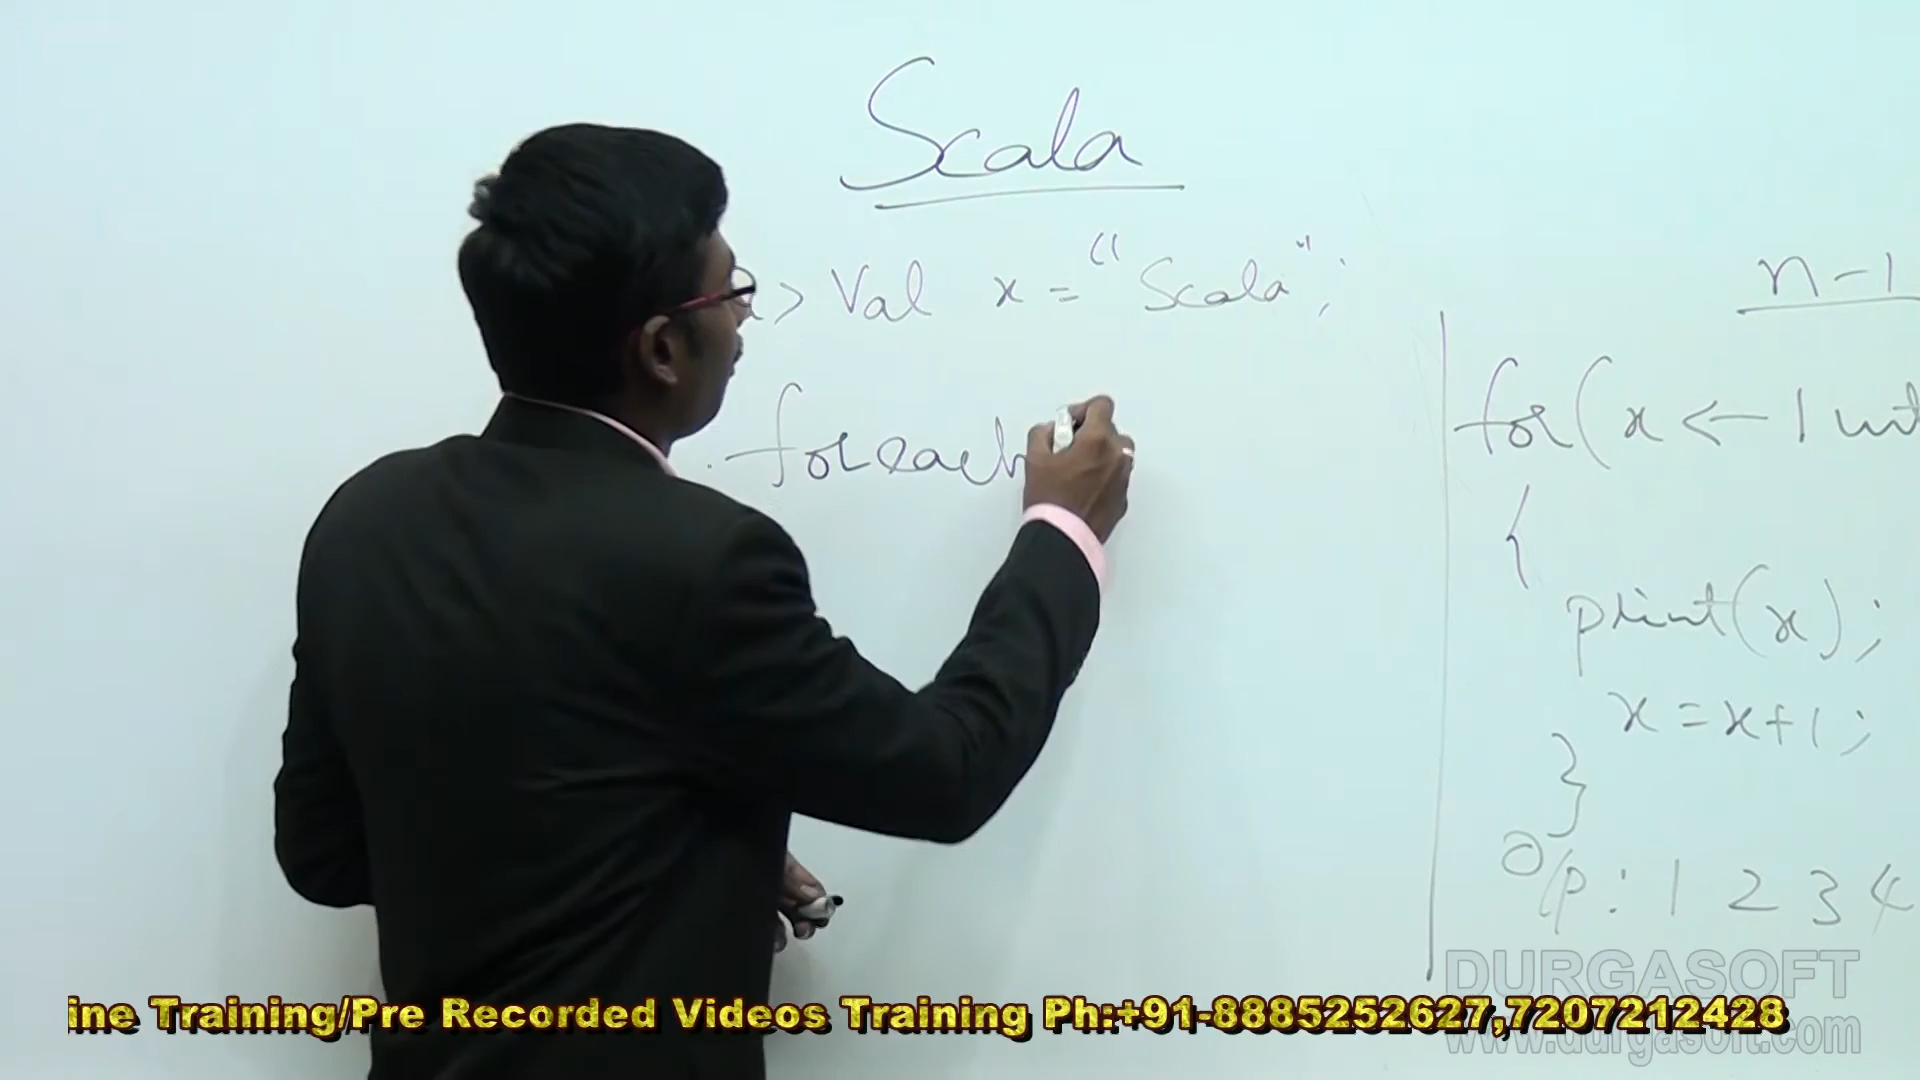 Scala
> Val x = "Scala";
.foreach
n-1
for(x ← 1
{
print(x);
x = x+1;
}
O/p : 1 2 3 4
DURGASOFT
www.durgasoft.com
ine Training/Pre Recorded Videos Training Ph:+91-8885252627,7207212428